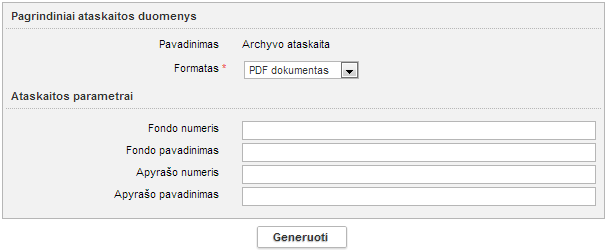 Pagrindiniai ataskaitos duomenys
Pavadinimas Archyvo ataskaita
Formatas * PDF dokumentas
Ataskaitos parametrai
Fondo numeris
Fondo pavadinimas
Apyrašo numeris
Apyrašo pavadinimas
Generuoti